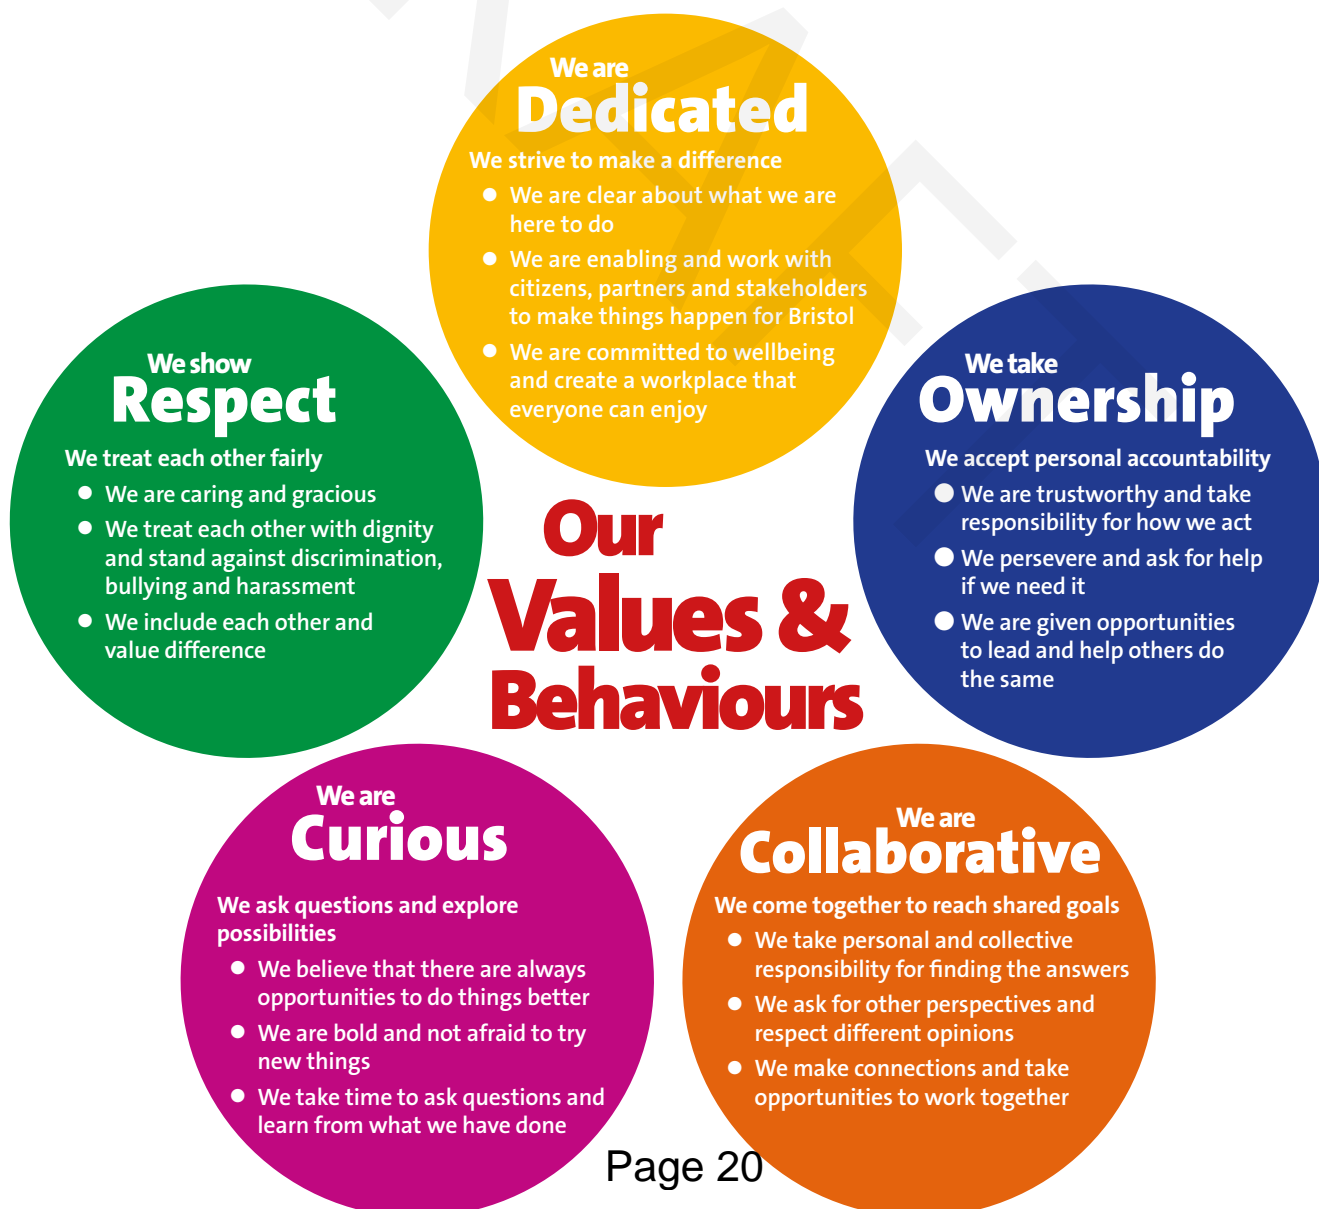 We are
Dedicated
We strive to make a difference
● We are clear about what we are
here to do
● We are enabling and work with
citizens, partners and stakeholders
to make things happen for Bristol
● We are committed to wellbeing
and create a workplace that
everyone can enjoy
We show
Respect
We treat each other fairly
● We are caring and gracious
● We treat each other with dignity
and stand against discrimination,
bullying and harassment
● We include each other and
value difference
We take
Ownership
We accept personal accountability
● We are trustworthy and take
responsibility for how we act
● We persevere and ask for help
if we need it
● We are given opportunities
to lead and help others do
the same
Our
Values &
Behaviours
We are
Curious
We ask questions and explore
possibilities
● We believe that there are always
opportunities to do things better
● We are bold and not afraid to try
new things
● We take time to ask questions and
learn from what we have done
We are
Collaborative
We come together to reach shared goals
● We take personal and collective
responsibility for finding the answers
● We ask for other perspectives and
respect different opinions
● We make connections and take
opportunities to work together
Page 20